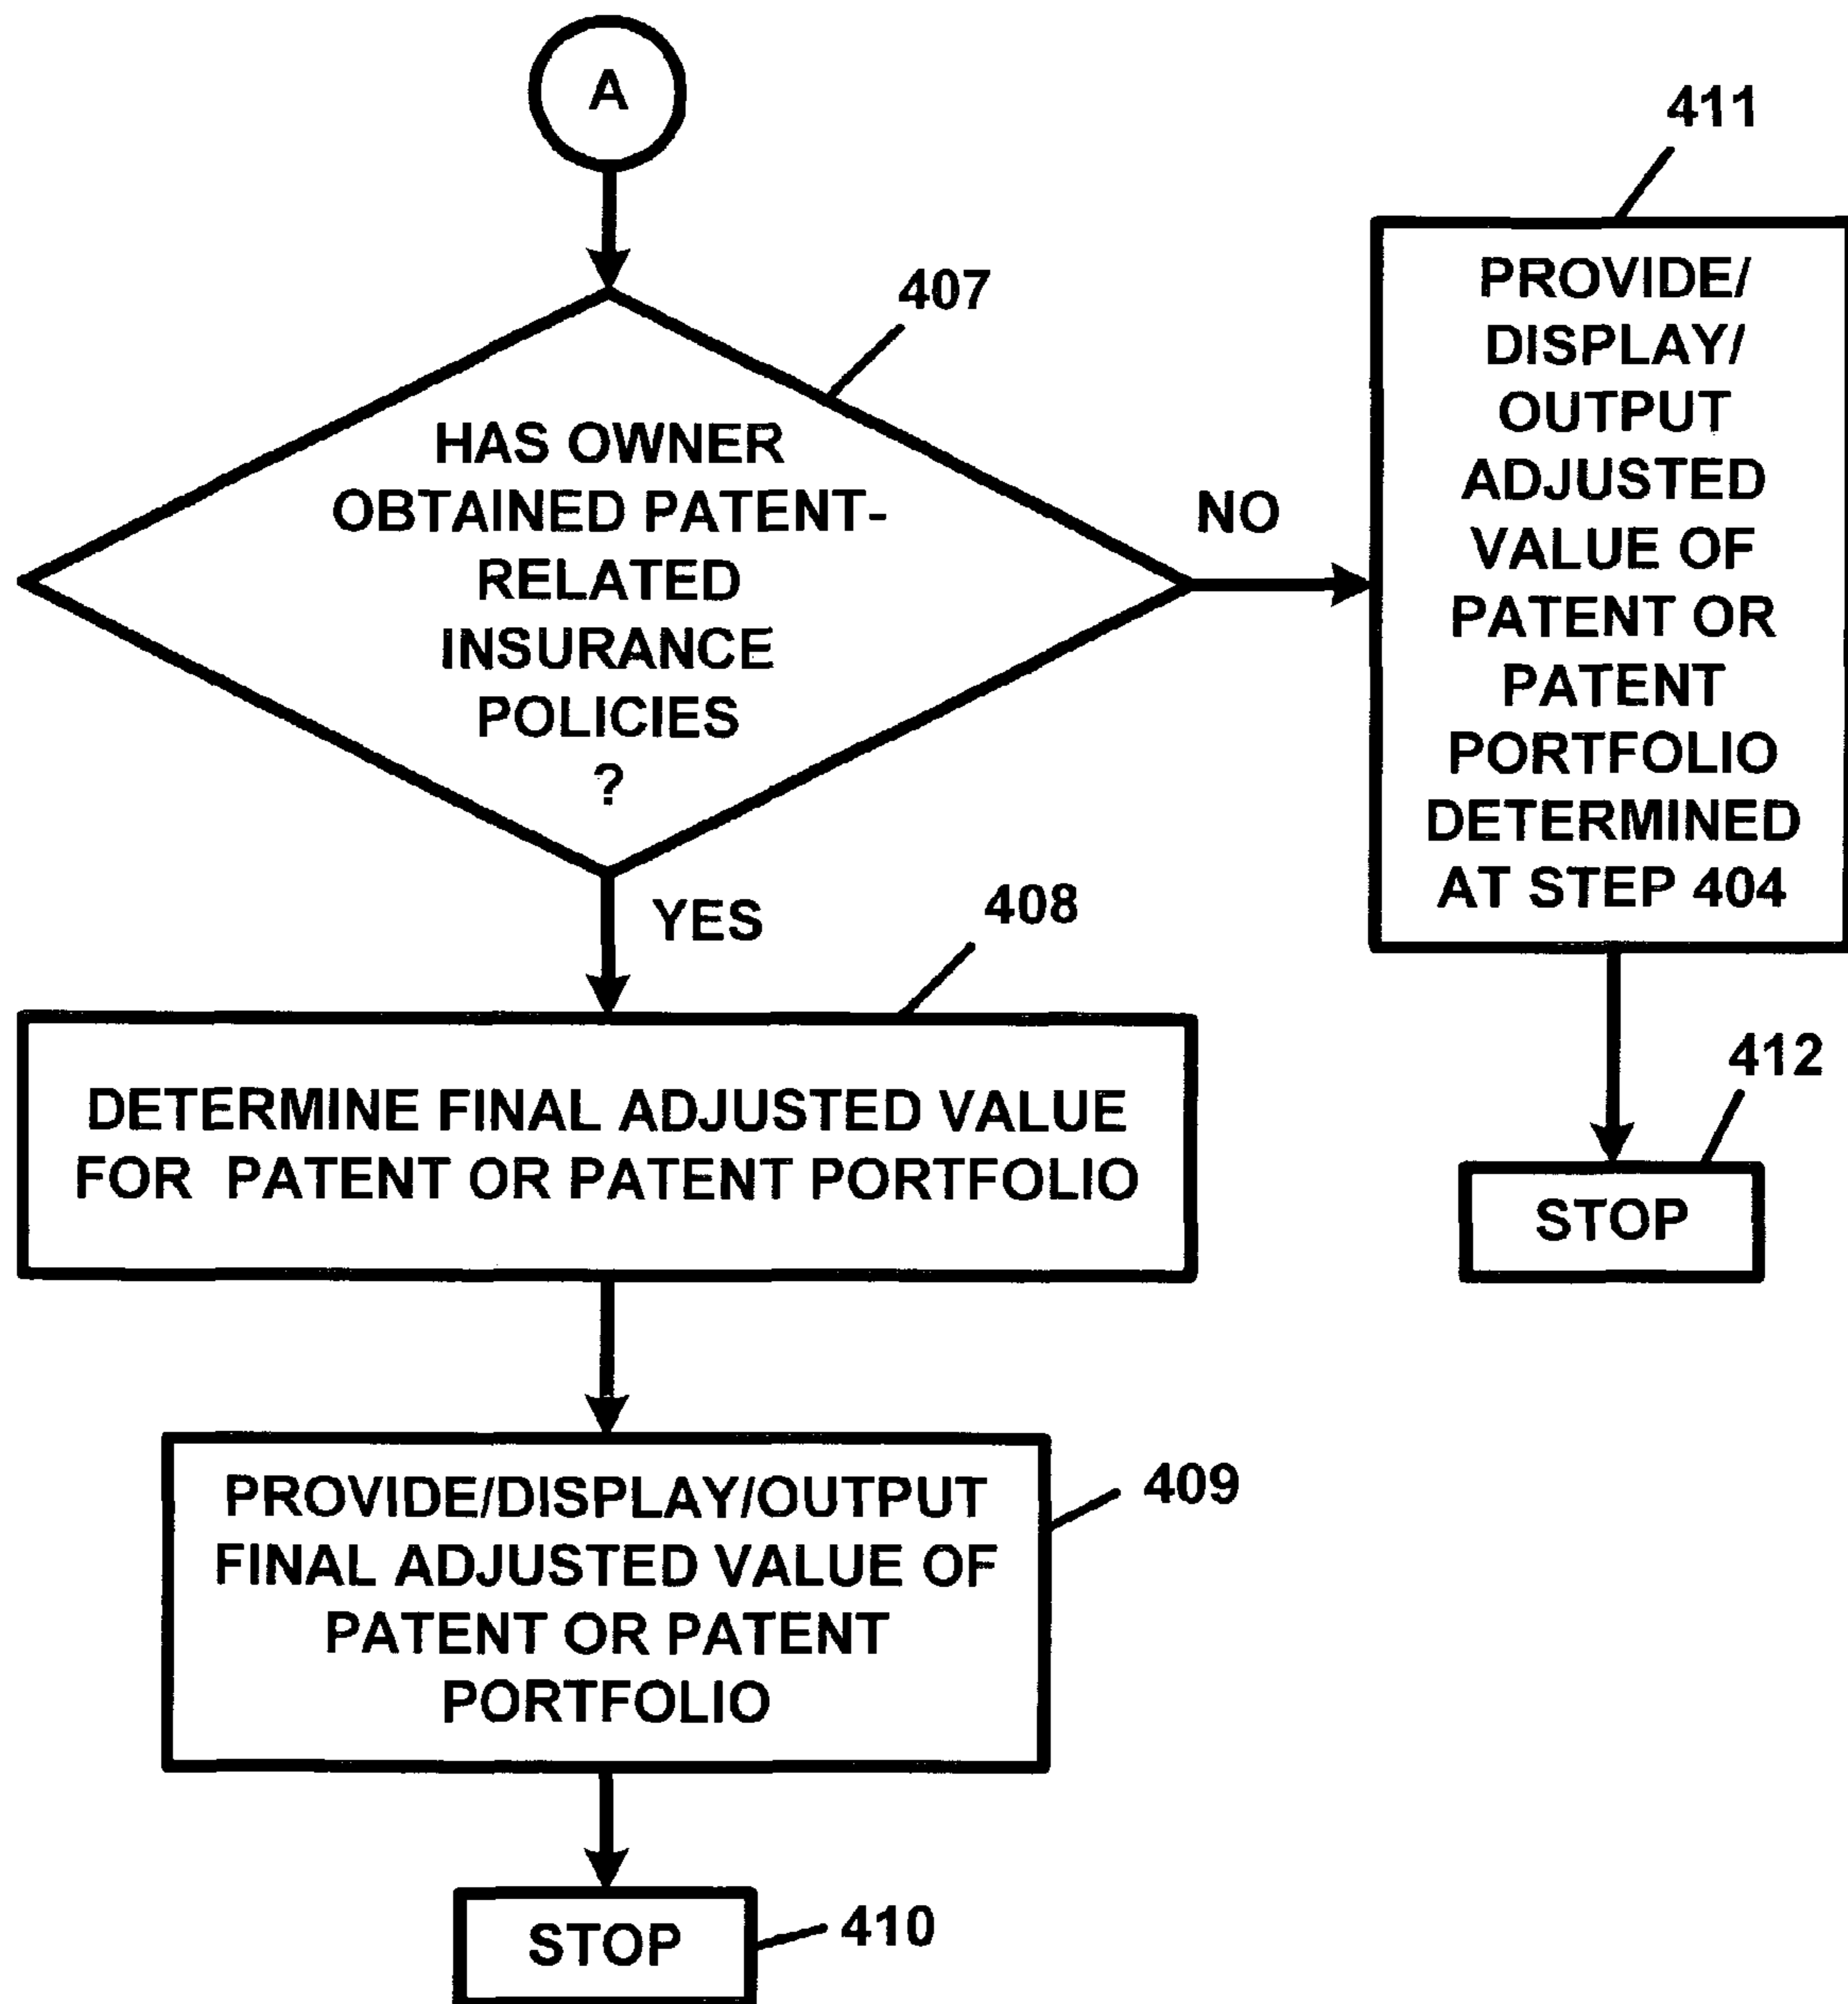 A
407
HAS OWNER
OBTAINED PATENT-
RELATED
INSURANCE
POLICIES
?
NO
411
PROVIDE/
DISPLAY/
OUTPUT
ADJUSTED
VALUE OF
PATENT OR
PATENT
PORTFOLIO
DETERMINED
AT STEP 404
412
STOP
YES
408
DETERMINE FINAL ADJUSTED VALUE
FOR PATENT OR PATENT PORTFOLIO
409
PROVIDE/DISPLAY/OUTPUT
FINAL ADJUSTED VALUE OF
PATENT OR PATENT
PORTFOLIO
STOP
410